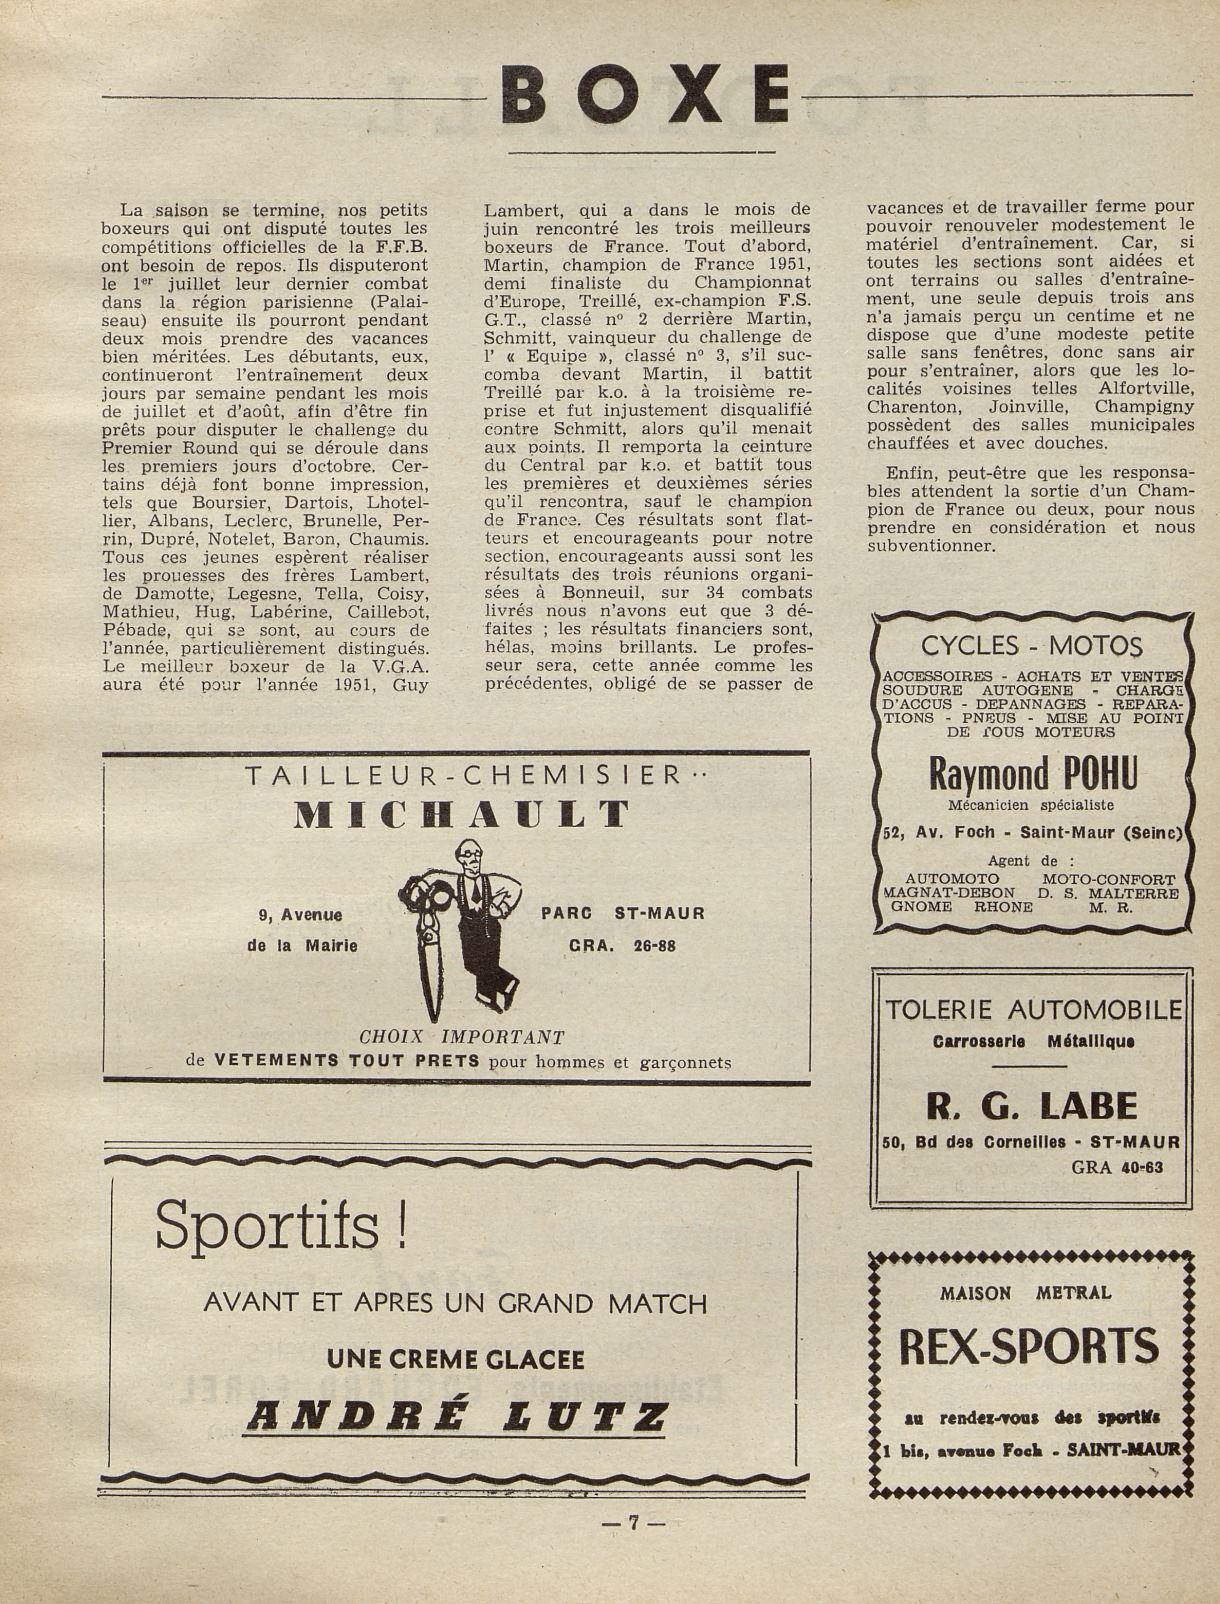 BOXE
La saison se termine, nos petits
boxeurs qui ont disputé toutes les
compétitions officielles de la F.F.B.
ont besoin de repos. Ils disputeront
le 1er juillet leur dernier combat
dans la région parisienne (Palai-
seau) ensuite ils pourront pendant
deux mois prendre des vacances
bien méritées. Les débutants, eux,
continueront l'entraînement deux
jours par semaine pendant les mois
de juillet et d'août, afin d'être fin
prêts pour disputer le challenge du
Premier Round qui se déroule dans
les premiers jours d'octobre. Cer-
tains déjà font bonne impression,
tels que Boursier, Dartois, Lhotel-
lier, Albans, Leclerc, Brunelle, Per-
rin, Dupré, Notelet, Baron, Chaumis.
Tous ces jeunes espèrent réaliser
les prouesses des frères Lambert,
de Damotte, Legesne, Tella, Coisy,
Mathieu, Hug, Labérine, Caillebot,
Pébade, qui se sont, au cours de
l'année, particulièrement distingués.
Le meilleur boxeur de la V.G.A.
aura été pour l'année 1951, Guy
Lambert, qui a dans le mois de
juin rencontré les trois meilleurs
boxeurs de France. Tout d'abord,
Martin, champion de France 1951,
demi finaliste du Championnat
d'Europe, Treillé, ex-champion F.S.
G.T., classé n° 2 derrière Martin,
Schmitt, vainqueur du challenge de
l' « Equipe », classé n° 3, s'il suc-
comba devant Martin, il battit
Treillé par k.o. à la troisième re-
prise et fut injustement disqualifié
contre Schmitt, alors qu'il menait
aux points. Il remporta la ceinture
du Central par k.o. et battit tous
les premières et deuxièmes séries
qu'il rencontra, sauf le champion
de France. Ces résultats sont flat-
teurs et encourageants pour notre
section, encourageants aussi sont les
résultats des trois réunions organi-
sées à Bonneuil, sur 34 combats
livrés nous n'avons eut que 3 dé-
faites ; les résultats financiers sont,
hélas, moins brillants. Le profes-
seur sera, cette année comme les
précédentes, obligé de se passer de
vacances et de travailler ferme pour
pouvoir renouveler modestement le
matériel d'entraînement. Car, si
toutes les sections sont aidées et
ont terrains ou salles d'entraîne-
ment, une seule depuis trois ans
n'a jamais perçu un centime et ne
dispose que d'une modeste petite
salle sans fenêtres, donc sans air
pour s'entraîner, alors que les lo-
calités voisines telles Alfortville,
Charenton, Joinville, Champigny
possèdent des salles municipales
chauffées et avec douches.
Enfin, peut-être que les responsa-
bles attendent la sortie d'un Cham-
pion de France ou deux, pour nous
prendre en considération et nous
subventionner.
TAILLEUR-CHEMISIER
MICHAULT
9, Avenue
de la Mairie
PARC ST-MAUR
GRA. 26-88
CHOIX IMPORTANT
de VETEMENTS TOUT PRETS pour hommes et garçonnets
Sportifs !
AVANT ET APRES UN GRAND MATCH
UNE CREME GLACEE
ANDRÉ LUTZ
CYCLES - MOTOS
ACCESSOIRES - ACHATS ET VENTES
SOUDURE AUTOGENE - CHARGE
D'ACCUS - DEPANNAGES - REPARA-
TIONS - PNEUS - MISE AU POINT
DE TOUS MOTEURS
Raymond POHU
Mécanicien spécialiste
52, Av. Foch - Saint-Maur (Seine)
Agent de :
AUTOMOTO MOTO-CONFORT
MAGNAT-DEBON D. S. MALTERRE
GNOME RHONE M. R.
TOLERIE AUTOMOBILE
Carrosserie Métallique
R. G. LABE
50, Bd des Corneilles - ST-MAUR
GRA 40-63
MAISON METRAL
REX-SPORTS
au rendez-vous des sportifs
1 bis, avenue Foch - SAINT-MAUR
— 7 —